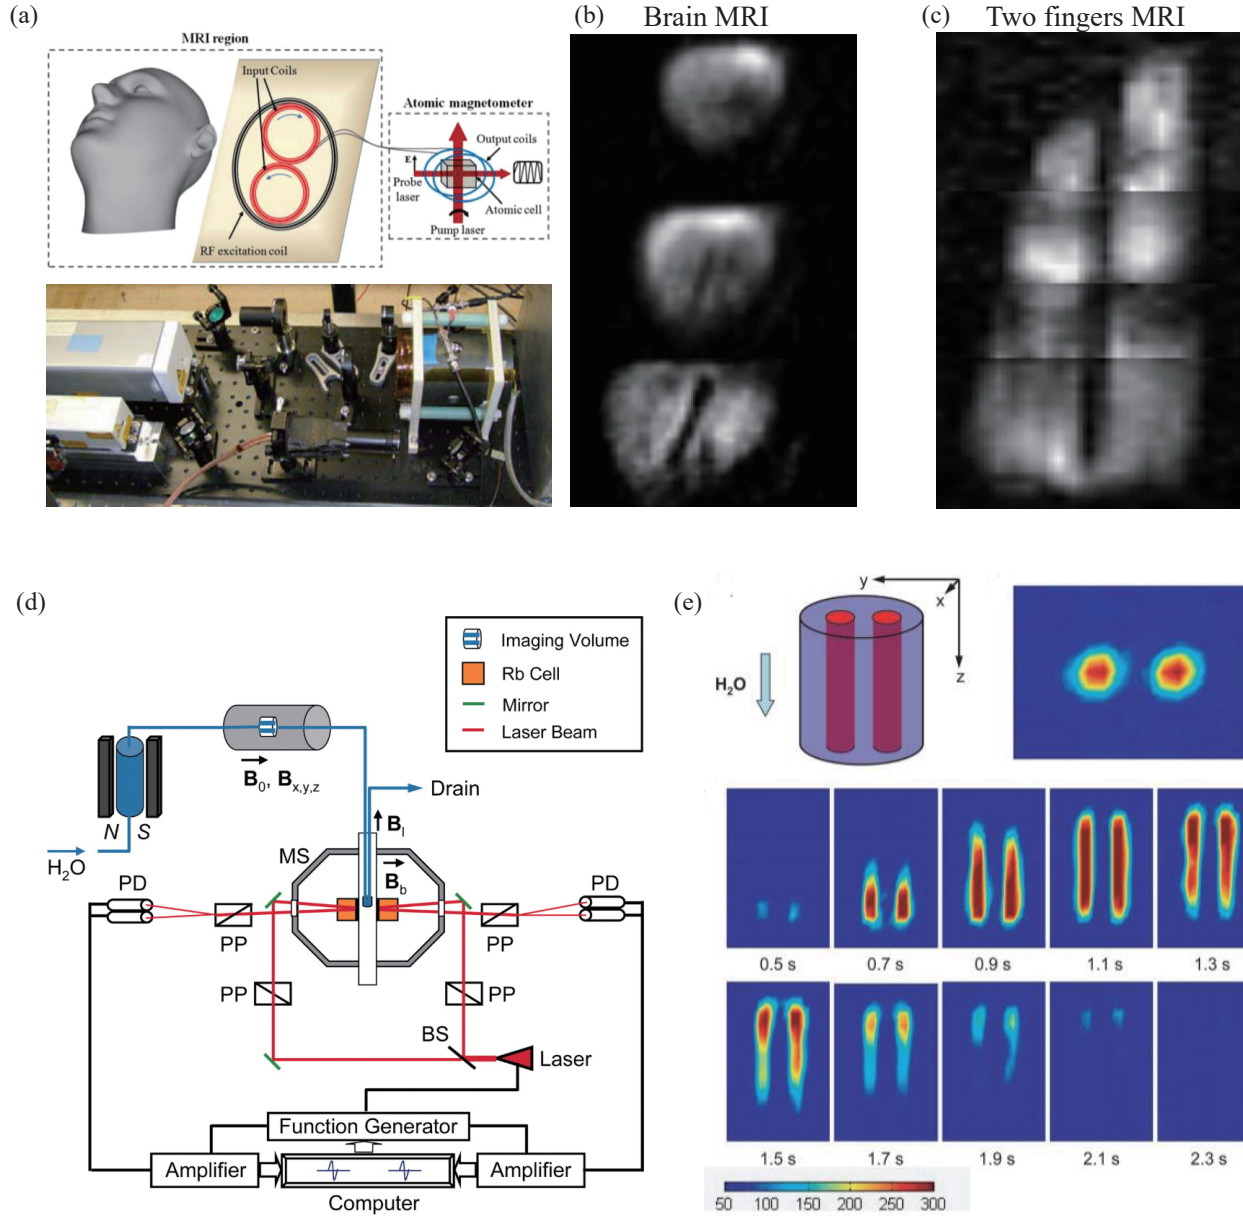 (a)
MRI region
Input Coils
RF excitation coil
Atomic magnetometer
Output coils
E
Probe
laser
Atomic cell
Pump laser
(b) Brain MRI
(c) Two fingers MRI
(d)
Imaging Volume
Rb Cell
Mirror
Laser Beam
B0, Bx,y,z
N S
H2O
Drain
Bl
MS
Bb
PD
PD
PP
PP
PP
PP
BS
Laser
Function Generator
Amplifier
Amplifier
Computer
(e)
y
x
z
H2O
0.5 s 0.7 s 0.9 s 1.1 s 1.3 s
1.5 s 1.7 s 1.9 s 2.1 s 2.3 s
50 100 150 200 250 300